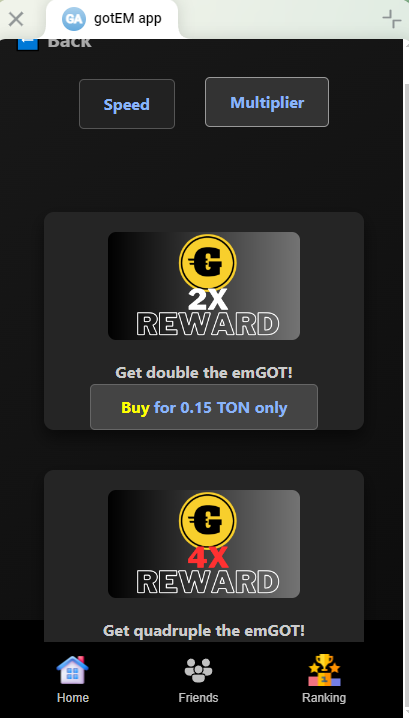 GA gotEM app
Back
Speed
Multiplier
G
2X
REWARD
Get double the emGOT!
Buy for 0.15 TON only
G
4X
REWARD
Get quadruple the emGOT!
Home
Friends
Ranking